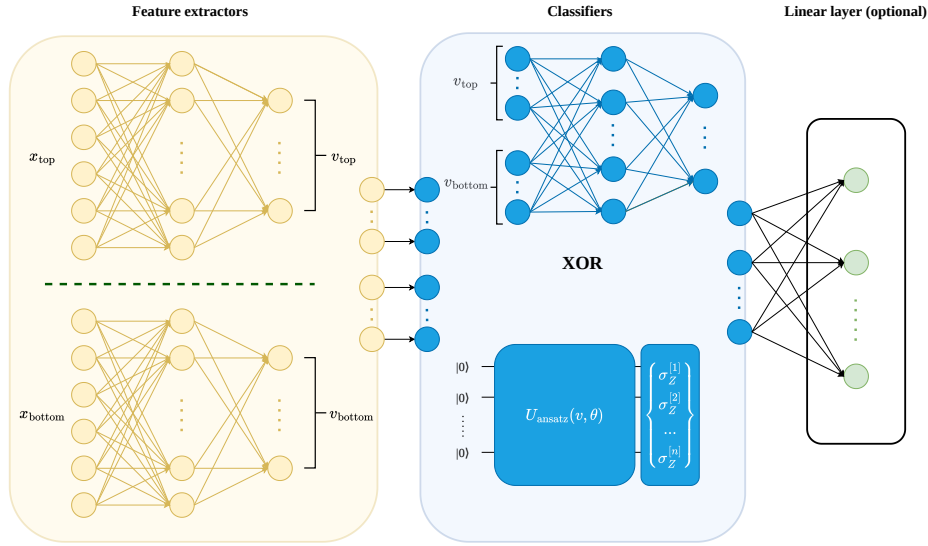 Feature extractors
Classifiers
Linear layer (optional)
x_top
v_top
x_bottom
v_bottom
v_top
v_bottom
XOR
|0⟩
|0⟩
|0⟩
U_ansatz(v, θ)
σ_Z^[1]
σ_Z^[2]
...
σ_Z^[n]